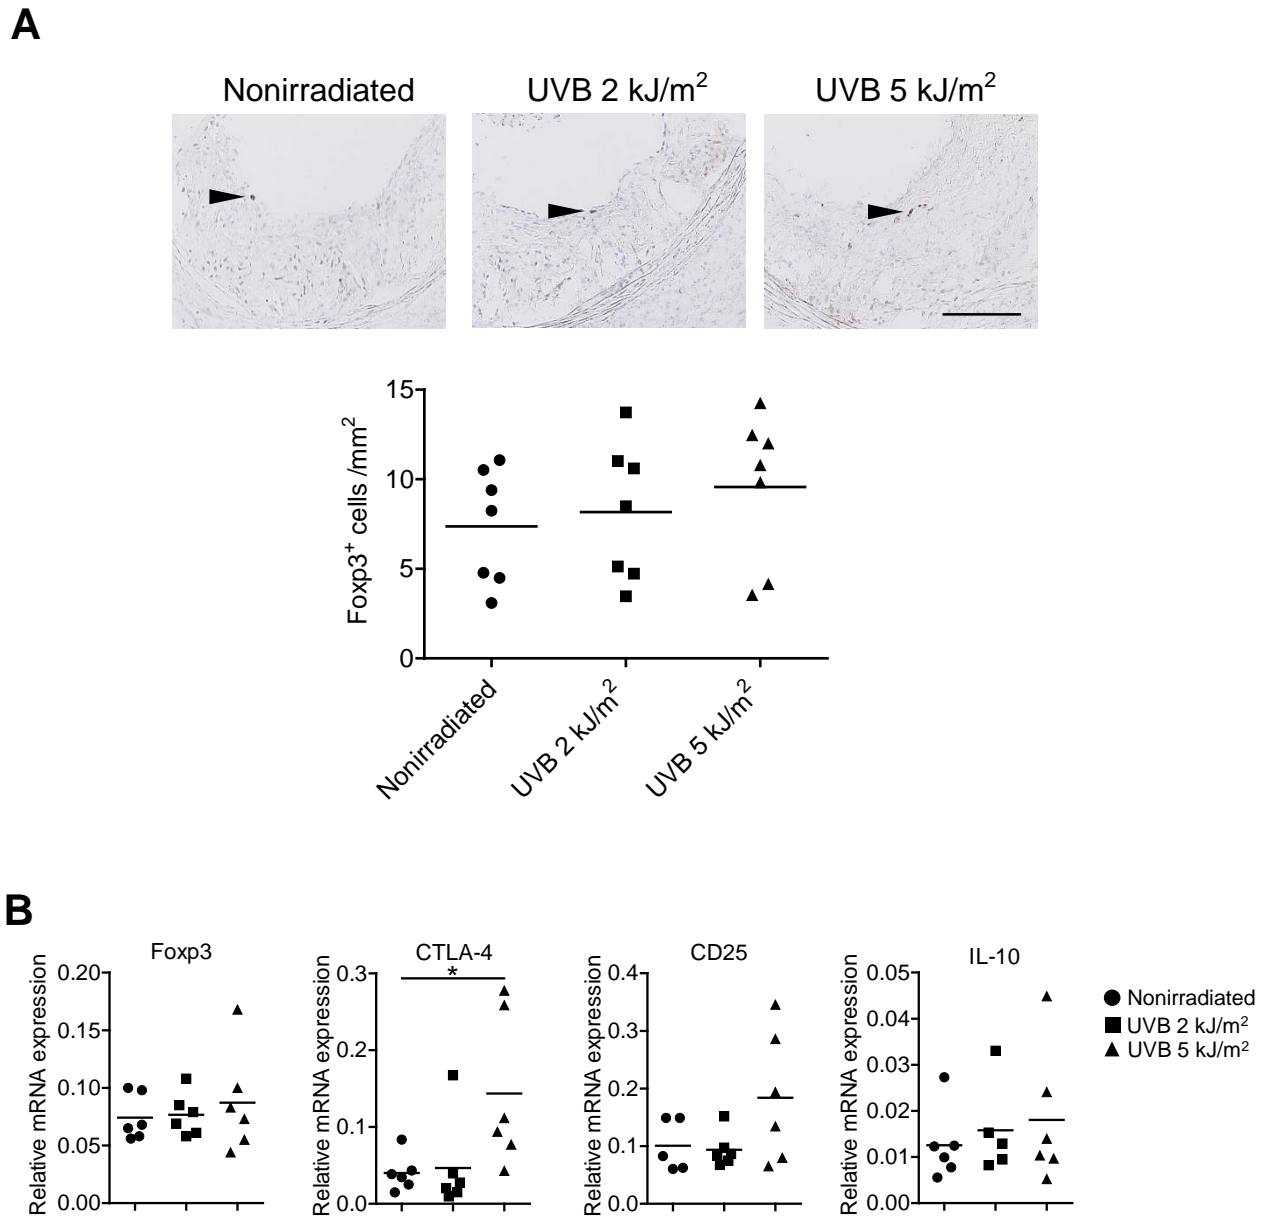 A
Nonirradiated UVB 2 kJ/m² UVB 5 kJ/m²
15
10
5
0
Foxp3⁺ cells /mm²
Nonirradiated
UVB 2 kJ/m²
UVB 5 kJ/m²
B
Foxp3
Relative mRNA expression
0.20
0.15
0.10
0.05
0.00
CTLA-4
*
Relative mRNA expression
0.3
0.2
0.1
0.0
CD25
Relative mRNA expression
0.4
0.3
0.2
0.1
0.0
IL-10
Relative mRNA expression
0.05
0.04
0.03
0.02
0.01
0.00
Nonirradiated
UVB 2 kJ/m²
UVB 5 kJ/m²